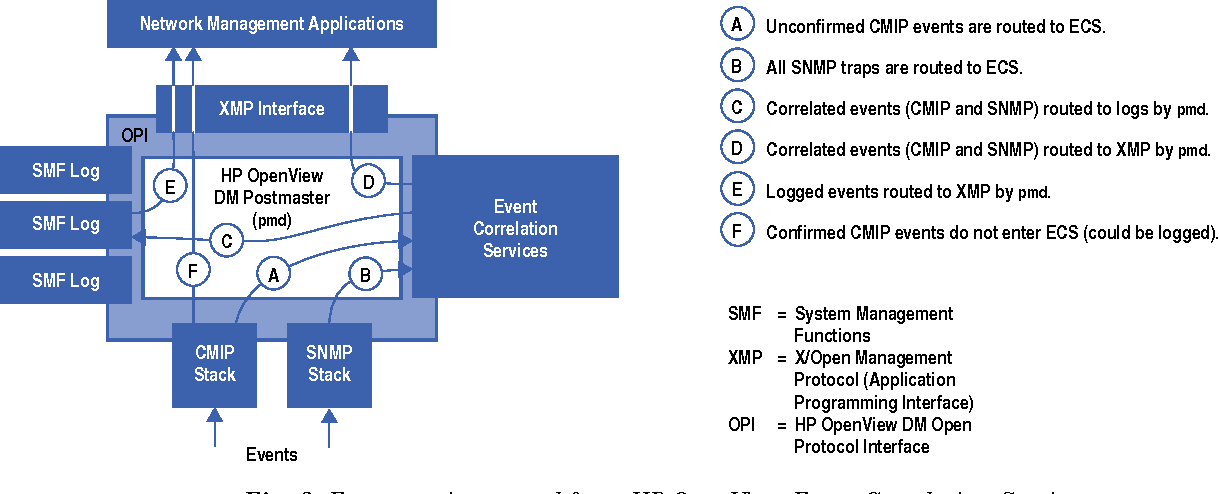 Network Management Applications
XMP Interface
OPI
SMF Log
SMF Log
SMF Log
HP OpenView
DM Postmaster
(pmd)
E
D
C
F
A
B
Event
Correlation
Services
CMIP
Stack
SNMP
Stack
Events
A Unconfirmed CMIP events are routed to ECS.
B All SNMP traps are routed to ECS.
C Correlated events (CMIP and SNMP) routed to logs by pmd.
D Correlated events (CMIP and SNMP) routed to XMP by pmd.
E Logged events routed to XMP by pmd.
F Confirmed CMIP events do not enter ECS (could be logged).
SMF = System Management
Functions
XMP = X/Open Management
Protocol (Application
Programming Interface)
OPI = HP OpenView DM Open
Protocol Interface